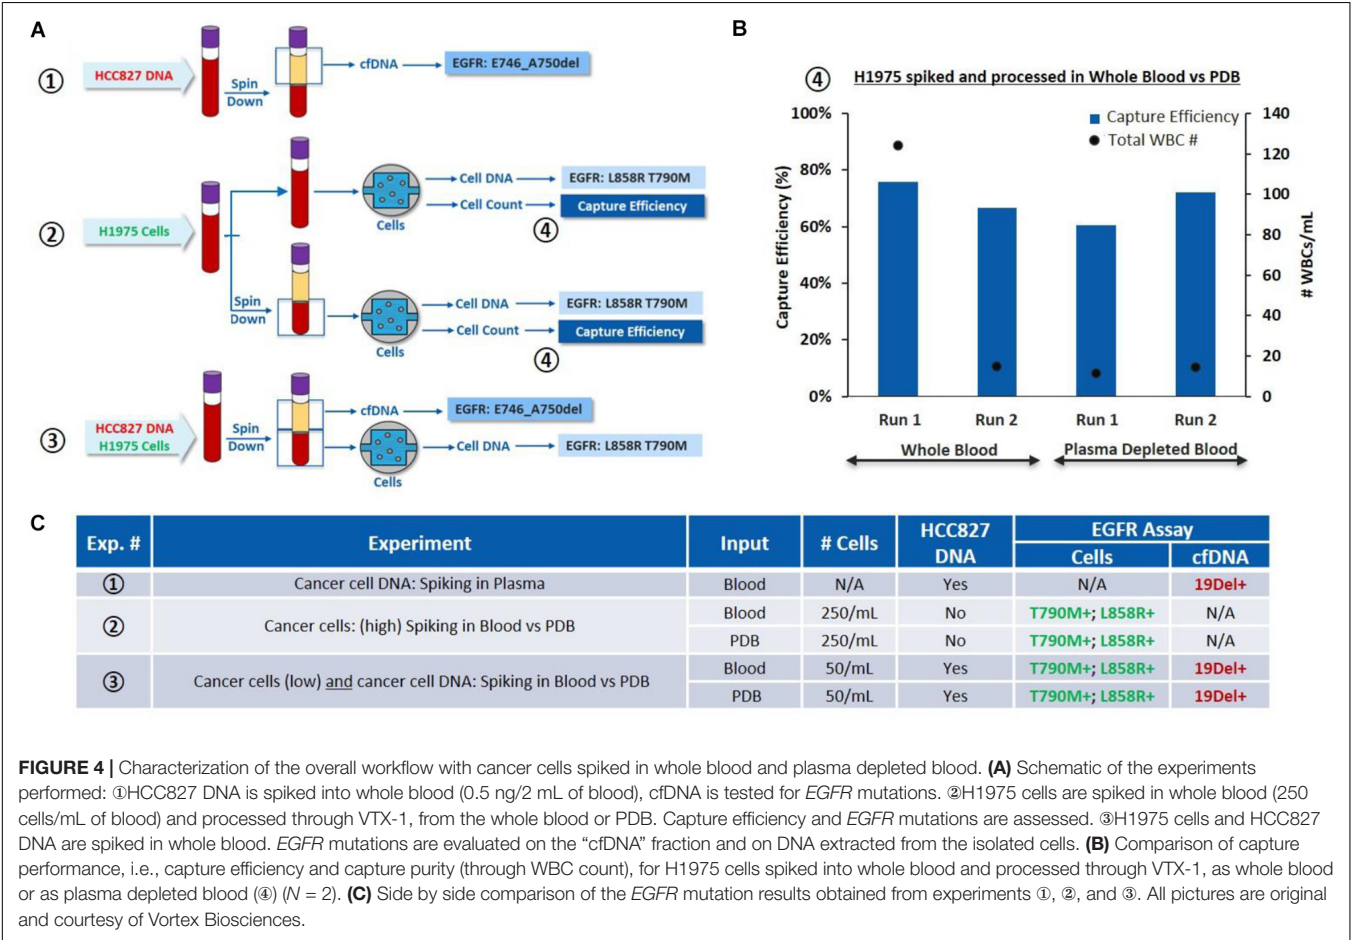 A
① HCC827 DNA
Spin
Down
cfDNA
EGFR: E746_A750del
② H1975 Cells
Cells
Cell DNA
EGFR: L858R T790M
Cell Count
Capture Efficiency
④
Spin
Down
Cells
Cell DNA
EGFR: L858R T790M
Cell Count
Capture Efficiency
④
③ HCC827 DNA
H1975 Cells
Spin
Down
cfDNA
EGFR: E746_A750del
Cells
Cell DNA
EGFR: L858R T790M
B
④ H1975 spiked and processed in Whole Blood vs PDB
Capture Efficiency (%)
100%
80%
60%
40%
20%
0%
Capture Efficiency
Total WBC #
140
120
100
80
60
40
20
0
# WBCs/mL
Run 1 Run 2 Run 1 Run 2
Whole Blood Plasma Depleted Blood
C
Exp. # Experiment Input # Cells HCC827 DNA EGFR Assay
Cells cfDNA
① Cancer cell DNA: Spiking in Plasma Blood N/A Yes N/A 19Del+
② Cancer cells: (high) Spiking in Blood vs PDB Blood 250/mL No T790M+; L858R+ N/A
PDB 250/mL No T790M+; L858R+ N/A
③ Cancer cells (low) and cancer cell DNA: Spiking in Blood vs PDB Blood 50/mL Yes T790M+; L858R+ 19Del+
PDB 50/mL Yes T790M+; L858R+ 19Del+
FIGURE 4 | Characterization of the overall workflow with cancer cells spiked in whole blood and plasma depleted blood. (A) Schematic of the experiments
performed: ①HCC827 DNA is spiked into whole blood (0.5 ng/2 mL of blood), cfDNA is tested for EGFR mutations. ②H1975 cells are spiked in whole blood (250
cells/mL of blood) and processed through VTX-1, from the whole blood or PDB. Capture efficiency and EGFR mutations are assessed. ③H1975 cells and HCC827
DNA are spiked in whole blood. EGFR mutations are evaluated on the “cfDNA” fraction and on DNA extracted from the isolated cells. (B) Comparison of capture
performance, i.e., capture efficiency and capture purity (through WBC count), for H1975 cells spiked into whole blood and processed through VTX-1, as whole blood
or as plasma depleted blood (④) (N = 2). (C) Side by side comparison of the EGFR mutation results obtained from experiments ①, ②, and ③. All pictures are original
and courtesy of Vortex Biosciences.